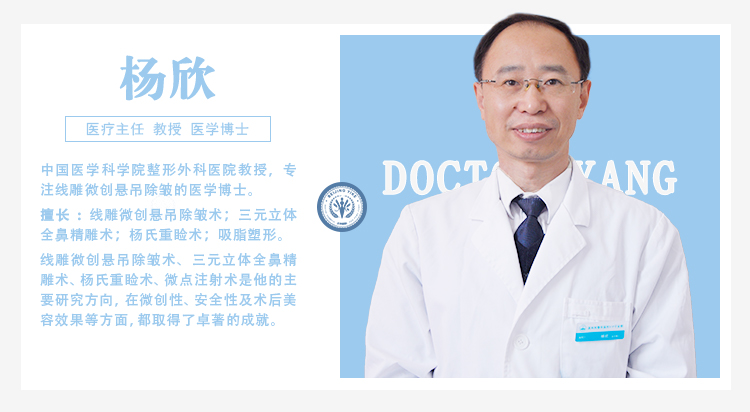 杨欣
医疗主任 教授 医学博士
中国医学科学院整形外科医院教授，专
注线雕微创悬吊除皱的医学博士。
擅长：线雕微创悬吊除皱术；三元立体
全鼻精雕术；杨氏重睑术；吸脂塑形。
线雕微创悬吊除皱术、三元立体全鼻精
雕术、杨氏重睑术、微点注射术是他的主
要研究方向，在微创性、安全性及术后美
容效果等方面，都取得了卓著的成就。
DOCTO YANG